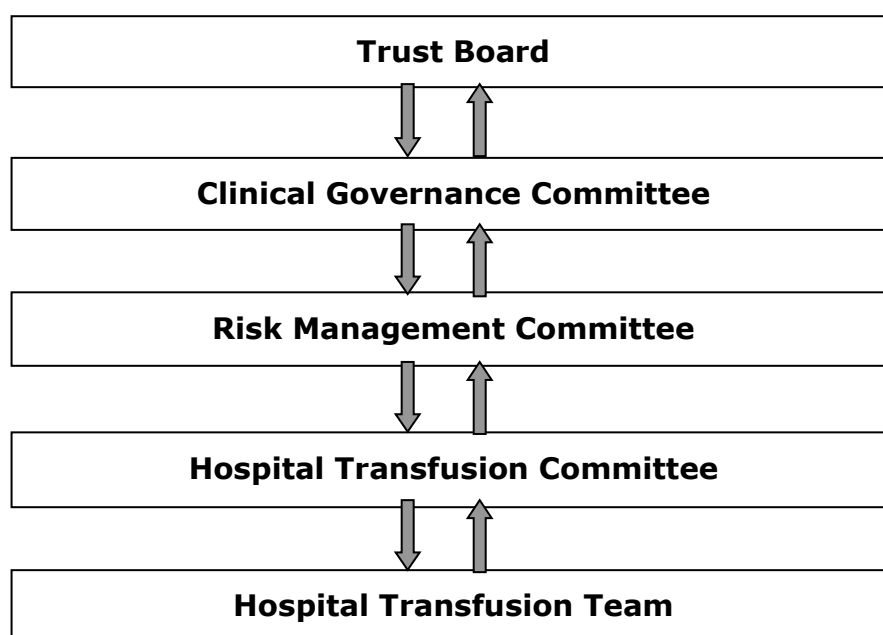 Trust Board
Clinical Governance Committee
Risk Management Committee
Hospital Transfusion Committee
Hospital Transfusion Team